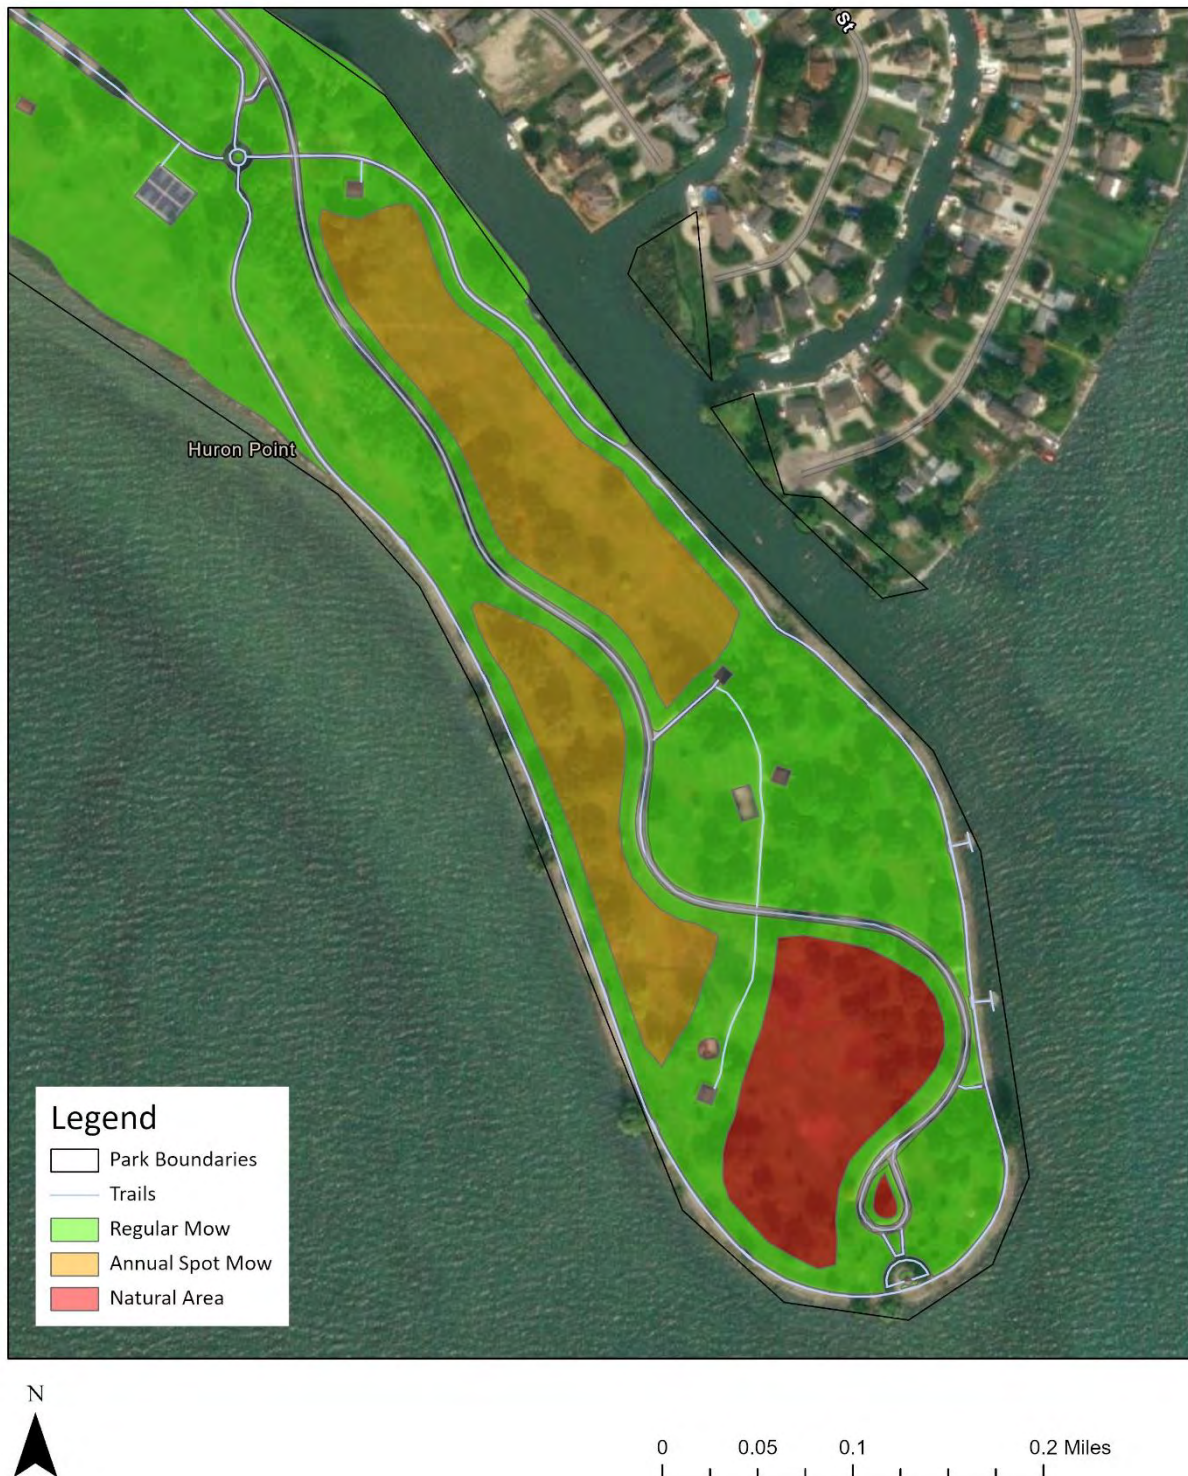 St
Huron Point
Legend
Park Boundaries
Trails
Regular Mow
Annual Spot Mow
Natural Area
N
0 0.05 0.1 0.2 Miles